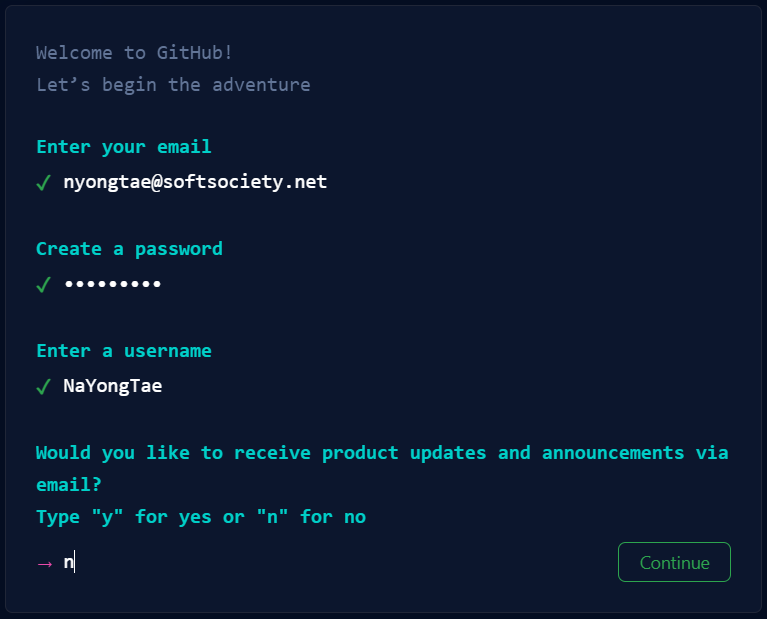 Welcome to GitHub!
Let’s begin the adventure
Enter your email
✓ nyongtae@softsociety.net
Create a password
✓ •••••••••
Enter a username
✓ NaYongTae
Would you like to receive product updates and announcements via
email?
Type "y" for yes or "n" for no
→ n
Continue